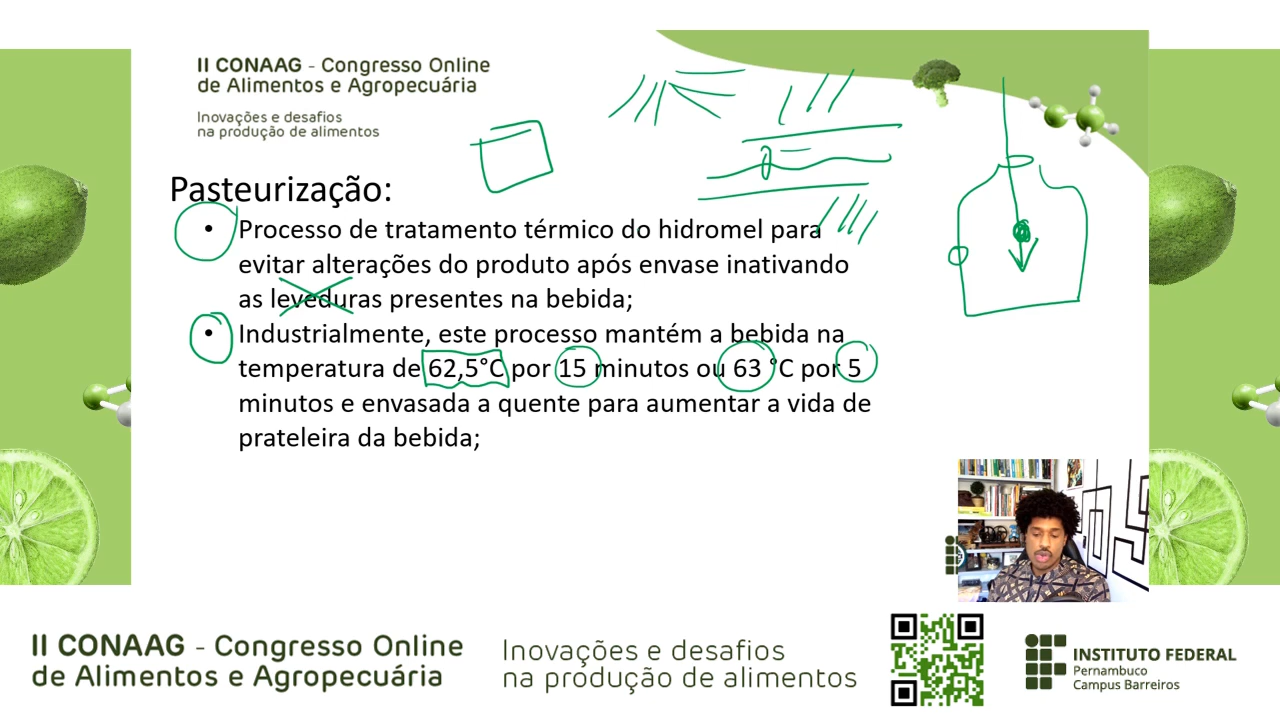 II CONAAG - Congresso Online
de Alimentos e Agropecuária
Inovações e desafios
na produção de alimentos
Pasteurização:
• Processo de tratamento térmico do hidromel para
evitar alterações do produto após envase inativando
as leveduras presentes na bebida;
• Industrialmente, este processo mantém a bebida na
temperatura de 62,5°C por 15 minutos ou 63 °C por 5
minutos e envasada a quente para aumentar a vida de
prateleira da bebida;
II CONAAG - Congresso Online
de Alimentos e Agropecuária
Inovações e desafios
na produção de alimentos
INSTITUTO FEDERAL
Pernambuco
Campus Barreiros